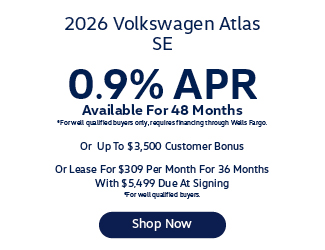 2026 Volkswagen Atlas
SE
0.9% APR
Available For 48 Months
*For well qualified buyers only, requires financing through Wells Fargo.
Or Up To $3,500 Customer Bonus
Or Lease For $309 Per Month For 36 Months
With $5,499 Due At Signing
*For well qualified buyers.
Shop Now